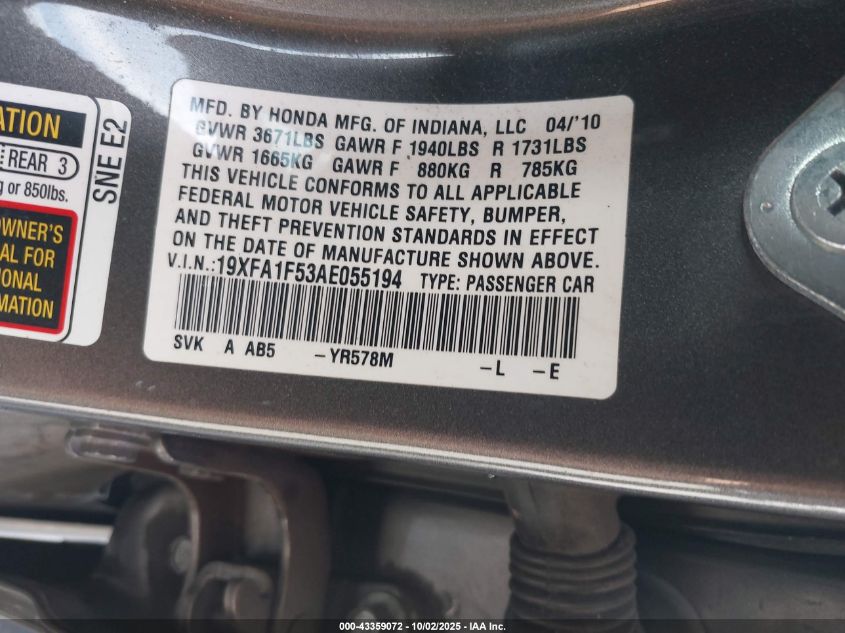 ATION
REAR 3
g or 850lbs.
OWNER'S
AL FOR
IONAL
RMATION
SNE E2
MFD. BY HONDA MFG. OF INDIANA, LLC 04/'10
GVWR 3671LBS GAWR F 1940LBS R 1731LBS
GVWR 1665KG GAWR F 880KG R 785KG
THIS VEHICLE CONFORMS TO ALL APPLICABLE
FEDERAL MOTOR VEHICLE SAFETY, BUMPER,
AND THEFT PREVENTION STANDARDS IN EFFECT
ON THE DATE OF MANUFACTURE SHOWN ABOVE.
V.I.N.:19XFA1F53AE055194 TYPE: PASSENGER CAR
SVK A AB5 -YR578M -L -E
000-43359072 - 10/02/2025 - IAA Inc.